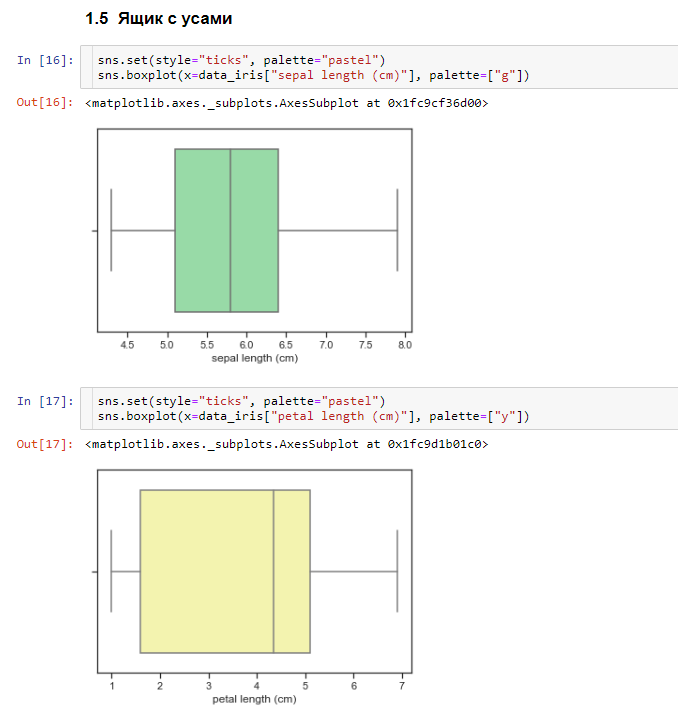 1.5 Ящик с усами
In [16]: sns.set(style="ticks", palette="pastel")
sns.boxplot(x=data_iris["sepal length (cm)"], palette=["g"])
Out[16]: <matplotlib.axes._subplots.AxesSubplot at 0x1fc9cf36d00>
4.5 5.0 5.5 6.0 6.5 7.0 7.5 8.0
sepal length (cm)
In [17]: sns.set(style="ticks", palette="pastel")
sns.boxplot(x=data_iris["petal length (cm)"], palette=["y"])
Out[17]: <matplotlib.axes._subplots.AxesSubplot at 0x1fc9d1b01c0>
1 2 3 4 5 6 7
petal length (cm)